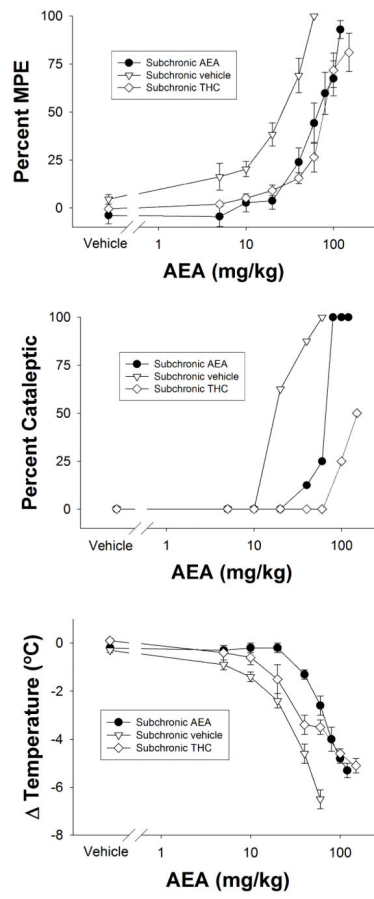 Percent MPE
100
75
50
25
0
Subchronic AEA
Subchronic vehicle
Subchronic THC
Vehicle
1
10
100
AEA (mg/kg)
Percent Cataleptic
100
75
50
25
0
Subchronic AEA
Subchronic vehicle
Subchronic THC
Vehicle
1
10
100
AEA (mg/kg)
Δ Temperature (°C)
0
-2
-4
-6
-8
Subchronic AEA
Subchronic vehicle
Subchronic THC
Vehicle
1
10
100
AEA (mg/kg)